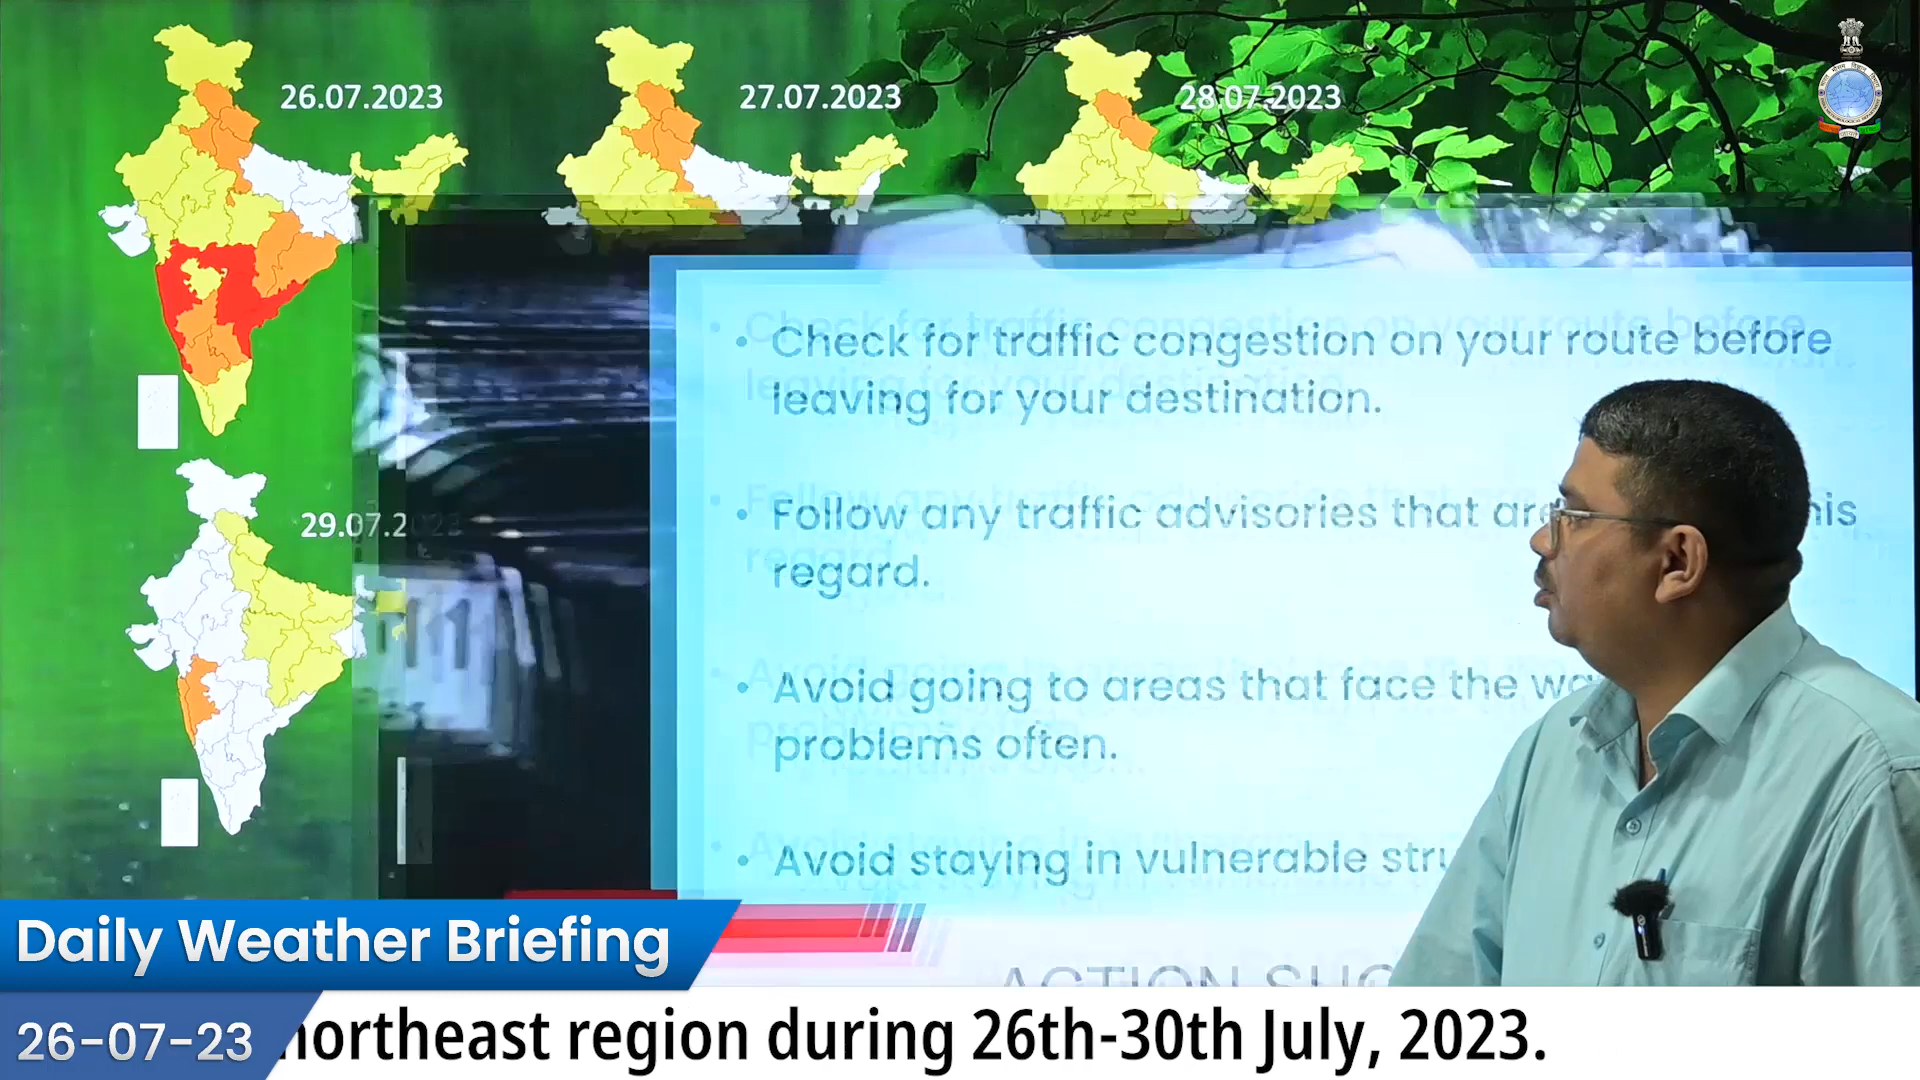 26.07.2023
27.07.2023
28.07.2023
29.07.2023
• Check for traffic congestion on your route before
leaving for your destination.
• Follow any traffic advisories that are his
regard.
• Avoid going to areas that face the
problems often.
• Avoid staying in vulnerable
ACTION
Daily Weather Briefing
26-07-23
northeast region during 26th-30th July, 2023.